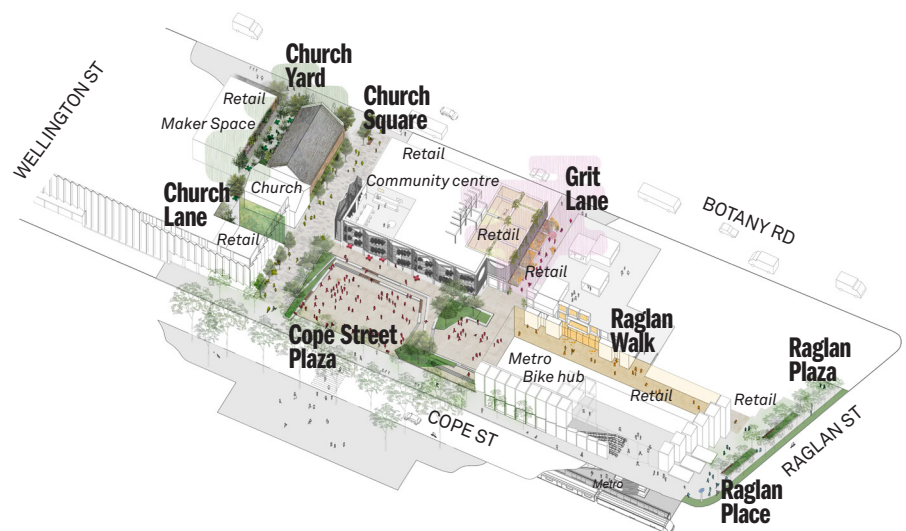 Church
Yard
Retail
Maker Space
Church
Square
WELLINGTON ST
Retail
Community centre
Church
Church
Lane
Retail
Grit
Lane
Retail
BOTANY RD
Retail
Cope Street
Plaza
Raglan
Walk
Metro
Bike hub
Raglan
Plaza
Retail
Retail
COPE ST
RAGLAN ST
Metro
Raglan
Place